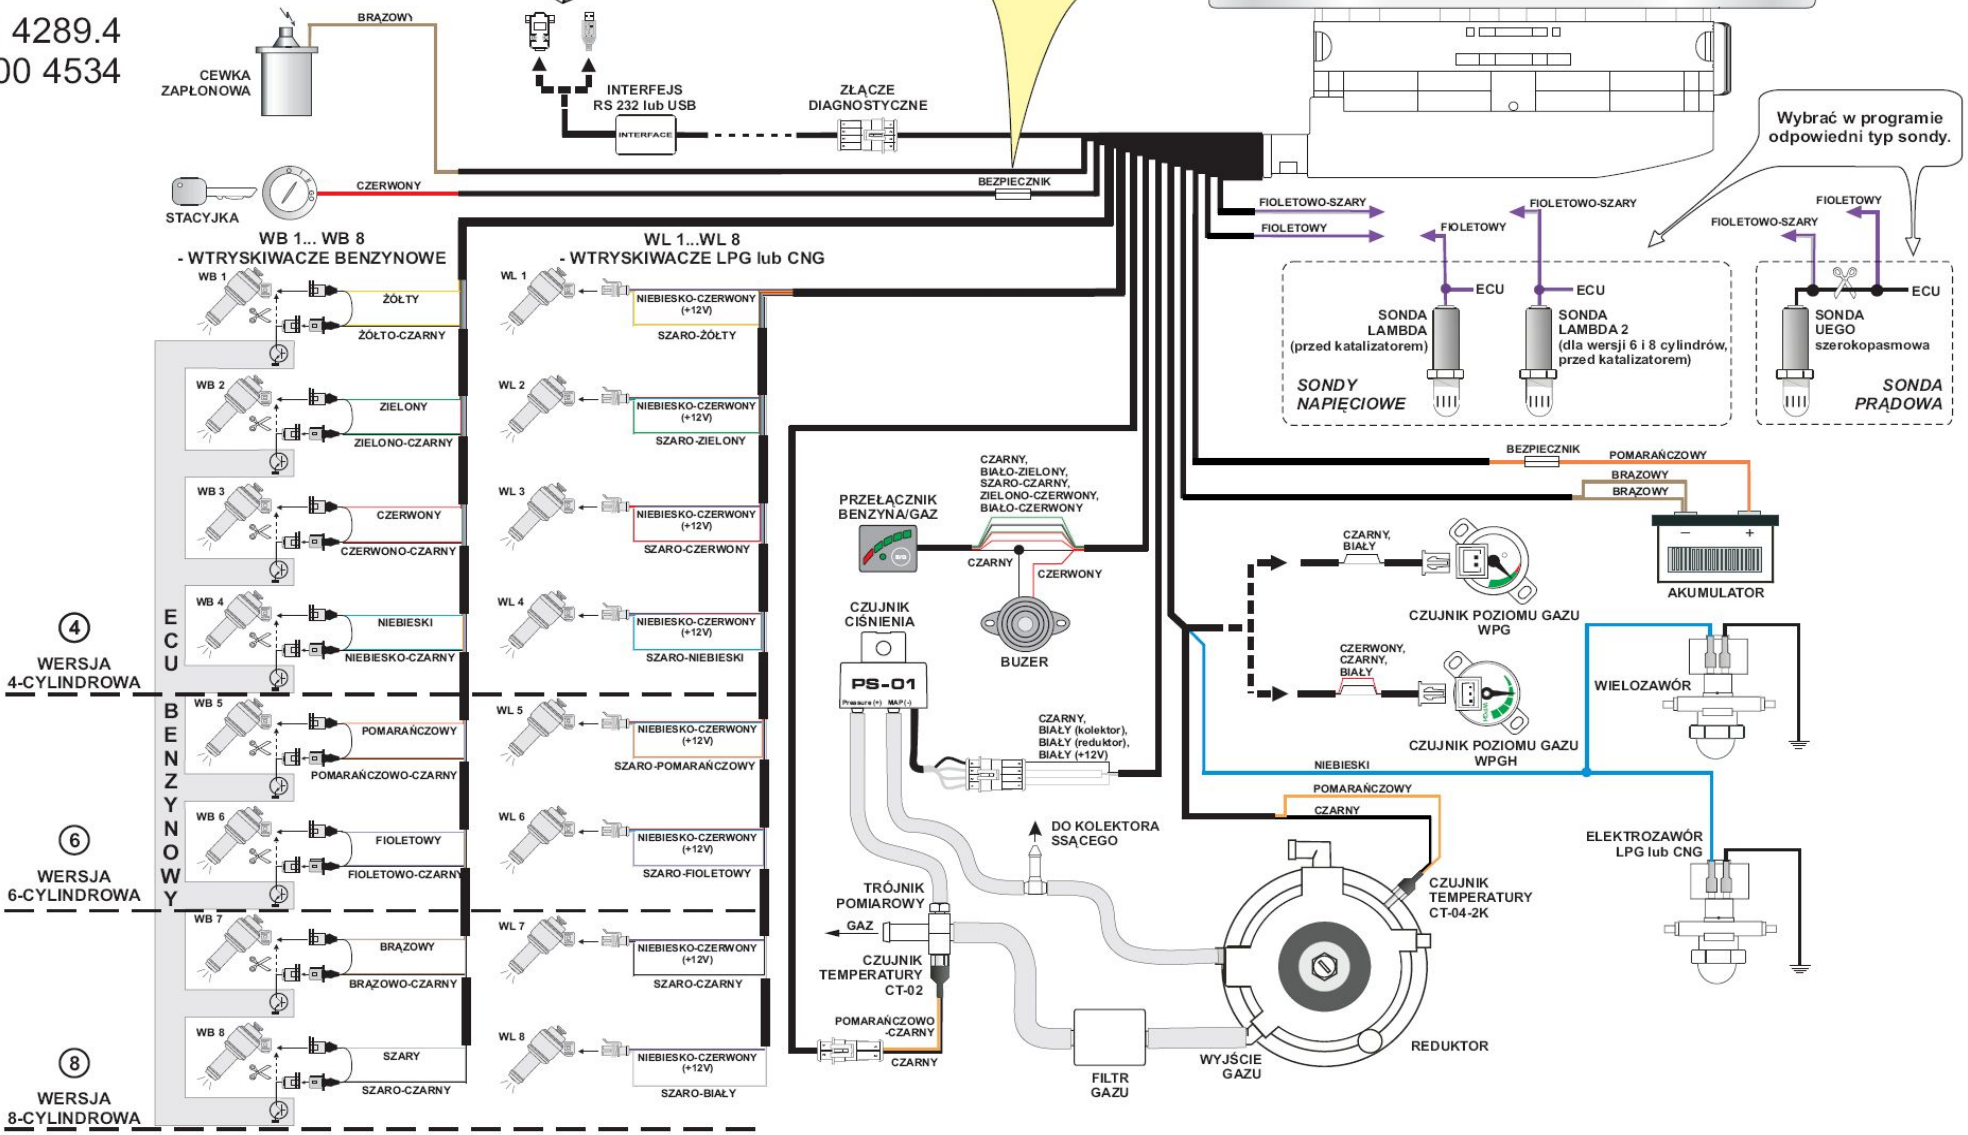 4289.4
00 4534
BRĄZOWY
CEWKA
ZAPŁONOWA
INTERFEJS
RS 232 lub USB
INTERFACE
ZŁĄCZE
DIAGNOSTYCZNE
Wybrać w programie
odpowiedni typ sondy.
CZERWONY
STACYJKA
BEZPIECZNIK
FIOLETOWO-SZARY
FIOLETOWY
FIOLETOWY
FIOLETOWO-SZARY
FIOLETOWO-SZARY
FIOLETOWY
ECU
ECU
ECU
SONDA
LAMBDA
(przed katalizatorem)
SONDA
LAMBDA 2
(dla wersji 6 i 8 cylindrów,
przed katalizatorem)
SONDY
NAPIĘCIOWE
SONDA
UEGO
szerokopasmowa
SONDA
PRĄDOWA
WB 1... WB 8
- WTRYSKIWACZE BENZYNOWE
WL 1...WL 8
- WTRYSKIWACZE LPG lub CNG
WB 1
ŻÓŁTY
ŻÓŁTO-CZARNY
WL 1
NIEBIESKO-CZERWONY
(+12V)
SZARO-ŻÓŁTY
WB 2
ZIELONY
ZIELONO-CZARNY
WL 2
NIEBIESKO-CZERWONY
(+12V)
SZARO-ZIELONY
WB 3
CZERWONY
CZERWONO-CZARNY
WL 3
NIEBIESKO-CZERWONY
(+12V)
SZARO-CZERWONY
WB 4
NIEBIESKI
NIEBIESKO-CZARNY
WL 4
NIEBIESKO-CZERWONY
(+12V)
SZARO-NIEBIESKI
4
WERSJA
4-CYLINDROWA
ECU BENZYNOWY
WB 5
POMARAŃCZOWY
POMARAŃCZOWO-CZARNY
WL 5
NIEBIESKO-CZERWONY
(+12V)
SZARO-POMARAŃCZOWY
WB 6
FIOLETOWY
FIOLETOWO-CZARNY
WL 6
NIEBIESKO-CZERWONY
(+12V)
SZARO-FIOLETOWY
6
WERSJA
6-CYLINDROWA
WB 7
BRĄZOWY
BRĄZOWO-CZARNY
WL 7
NIEBIESKO-CZERWONY
(+12V)
SZARO-CZARNY
WB 8
SZARY
SZARO-CZARNY
WL 8
NIEBIESKO-CZERWONY
(+12V)
SZARO-BIAŁY
8
WERSJA
8-CYLINDROWA
PRZEŁĄCZNIK
BENZYNA/GAZ
CZARNY,
BIAŁO-ZIELONY,
SZARO-CZARNY,
ZIELONO-CZERWONY,
BIAŁO-CZERWONY
CZARNY
CZERWONY
BUZER
CZUJNIK
CIŚNIENIA
PS-01
Pressure (+) MAP (-)
CZARNY,
BIAŁY (kolektor),
BIAŁY (reduktor),
BIAŁY (+12V)
BEZPIECZNIK
POMARAŃCZOWY
BRĄZOWY
BRĄZOWY
- +
AKUMULATOR
CZARNY,
BIAŁY
CZUJNIK POZIOMU GAZU
WPG
CZERWONY,
CZARNY,
BIAŁY
CZUJNIK POZIOMU GAZU
WPGH
WIELOZAWÓR
NIEBIESKI
POMARAŃCZOWY
CZARNY
ELEKTROZAWÓR
LPG lub CNG
DO KOLEKTORA
SSĄCEGO
TRÓJNIK
POMIAROWY
GAZ
CZUJNIK
TEMPERATURY
CT-02
CZUJNIK
TEMPERATURY
CT-04-2K
POMARAŃCZOWO
-CZARNY
CZARNY
FILTR
GAZU
WYJŚCIE
GAZU
REDUKTOR